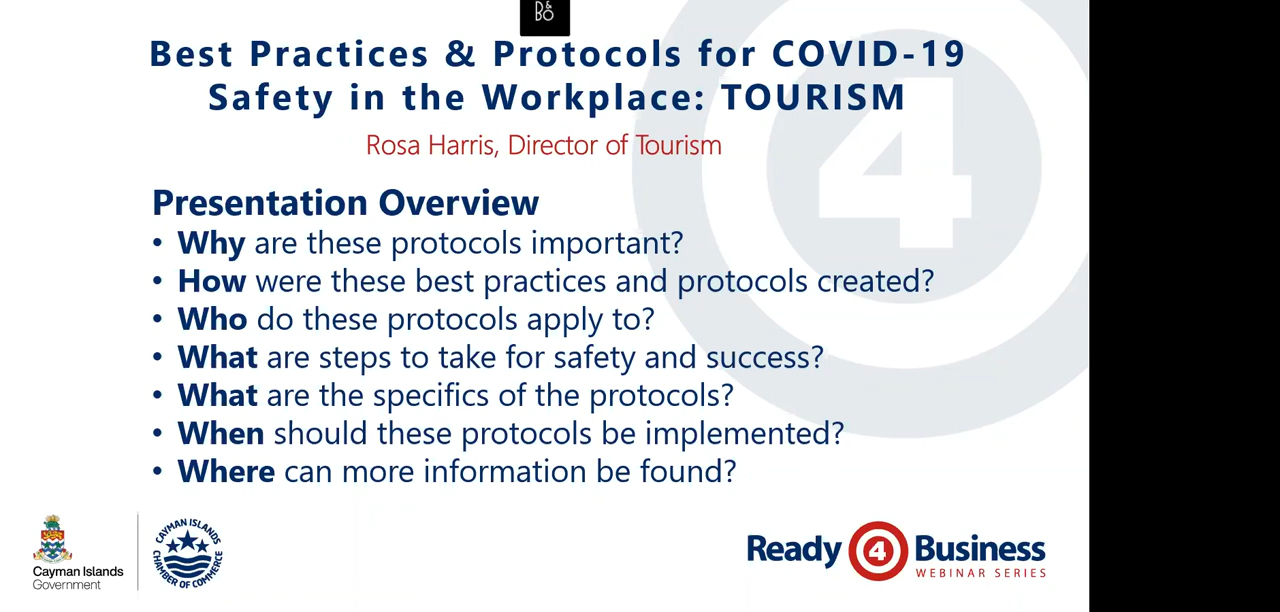 B&O
Best Practices & Protocols for COVID-19
Safety in the Workplace: TOURISM
Rosa Harris, Director of Tourism
Presentation Overview
• Why are these protocols important?
• How were these best practices and protocols created?
• Who do these protocols apply to?
• What are steps to take for safety and success?
• What are the specifics of the protocols?
• When should these protocols be implemented?
• Where can more information be found?
Cayman Islands
Government
CAYMAN ISLANDS
CHAMBER OF COMMERCE
Ready 4 Business
WEBINAR SERIES
4